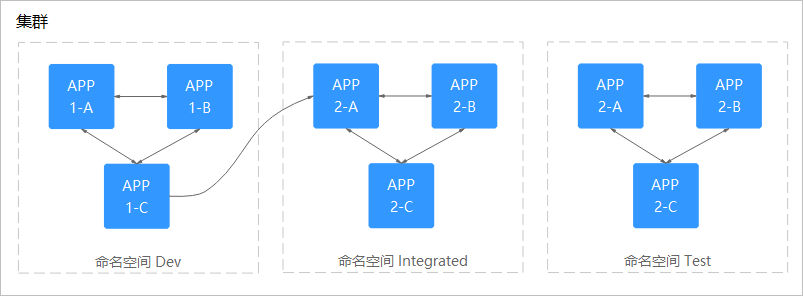 集群
APP
1-A
APP
1-B
APP
1-C
命名空间 Dev
APP
2-A
APP
2-B
APP
2-C
命名空间 Integrated
APP
2-A
APP
2-B
APP
2-C
命名空间 Test